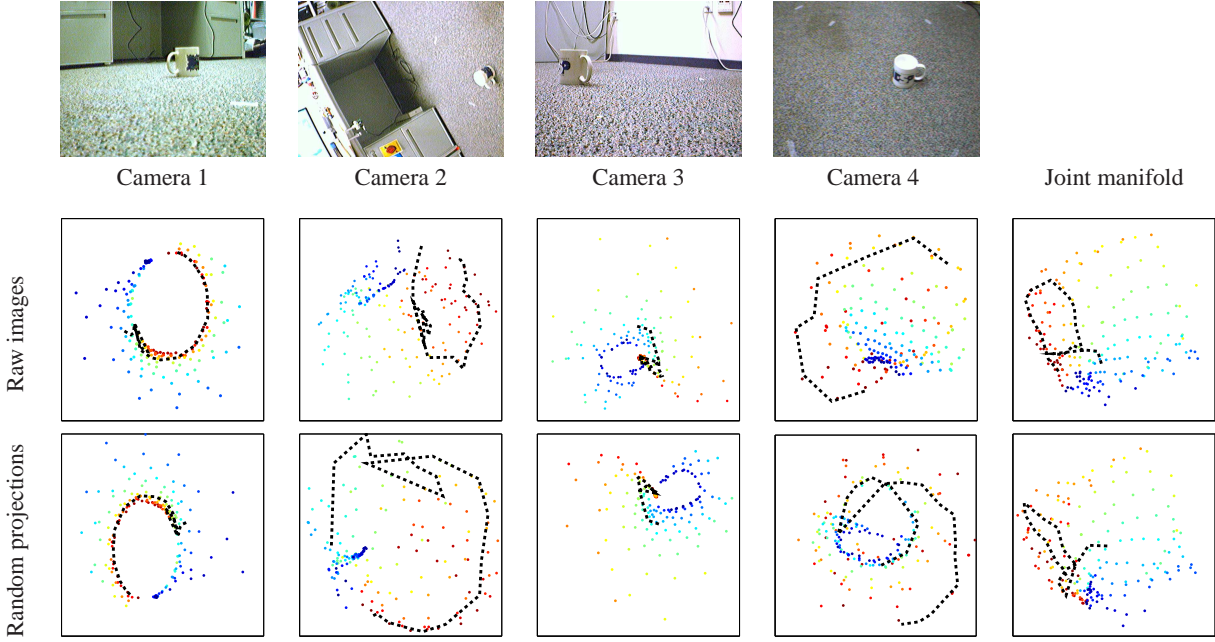 Camera 1
Camera 2
Camera 3
Camera 4
Joint manifold
Raw images
Random projections